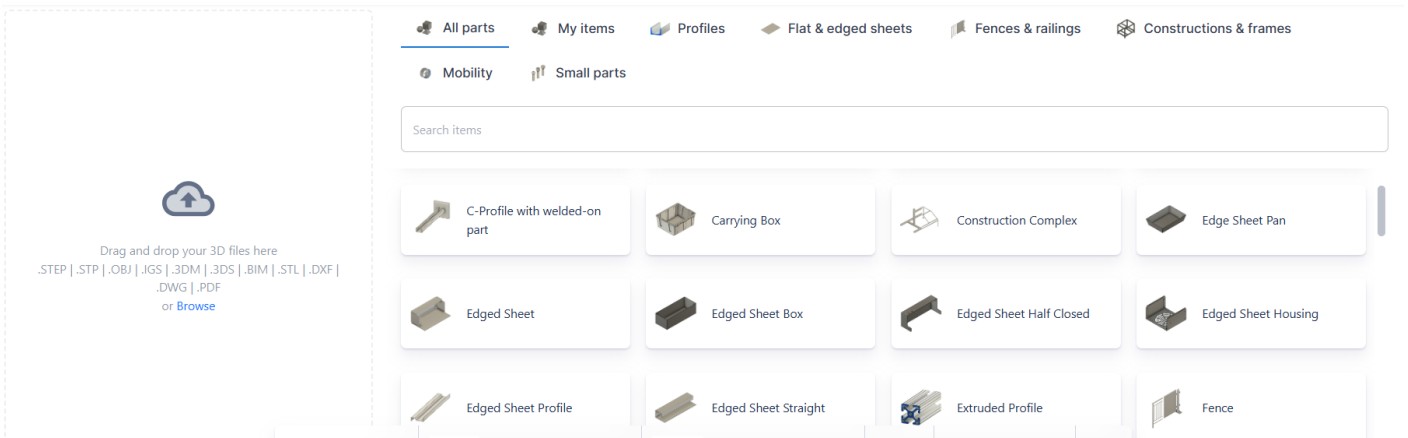 All parts
My items
Profiles
Flat & edged sheets
Fences & railings
Constructions & frames
Mobility
Small parts
Search items
Drag and drop your 3D files here
.STEP | .STP | .OBJ | .IGS | .3DM | .3DS | .BIM | .STL | .DXF |
.DWG | .PDF
or Browse
C-Profile with welded-on
part
Carrying Box
Construction Complex
Edge Sheet Pan
Edged Sheet
Edged Sheet Box
Edged Sheet Half Closed
Edged Sheet Housing
Edged Sheet Profile
Edged Sheet Straight
Extruded Profile
Fence